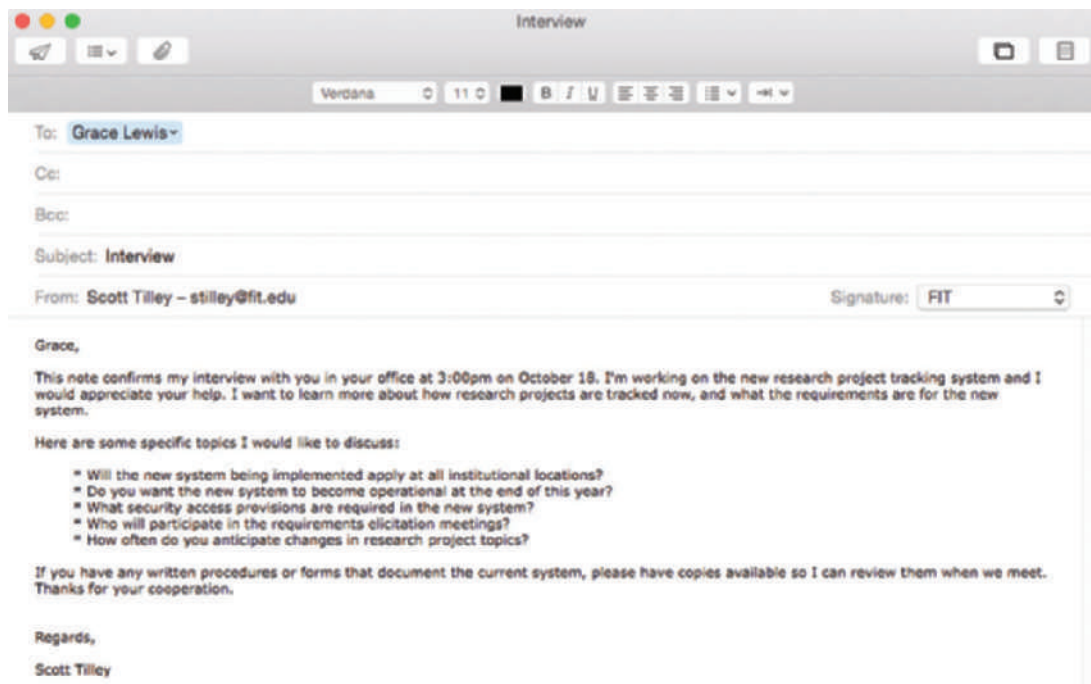 Interview
Verdana 11 B I U
To: Grace Lewis
Cc:
Bcc:
Subject: Interview
From: Scott Tilley – stilley@fit.edu Signature: FIT
Grace,
This note confirms my interview with you in your office at 3:00pm on October 18. I'm working on the new research project tracking system and I
would appreciate your help. I want to learn more about how research projects are tracked now, and what the requirements are for the new
system.
Here are some specific topics I would like to discuss:
* Will the new system being implemented apply at all institutional locations?
* Do you want the new system to become operational at the end of this year?
* What security access provisions are required in the new system?
* Who will participate in the requirements elicitation meetings?
* How often do you anticipate changes in research project topics?
If you have any written procedures or forms that document the current system, please have copies available so I can review them when we meet.
Thanks for your cooperation.
Regards,
Scott Tilley